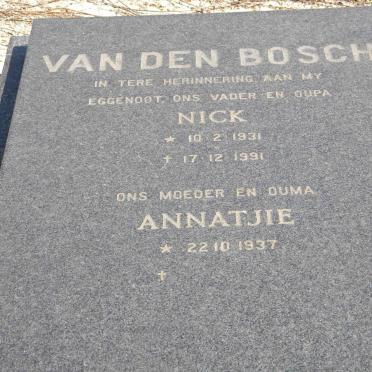 VAN DEN BOSCH
IN TERE HERINNERING AAN MY
EGGENOOT, ONS VADER EN OUPA
NICK
★ 10·2·1931
† 17·12·1991
ONS MOEDER EN OUMA
ANNATJIE
★ 22·10·1937
†